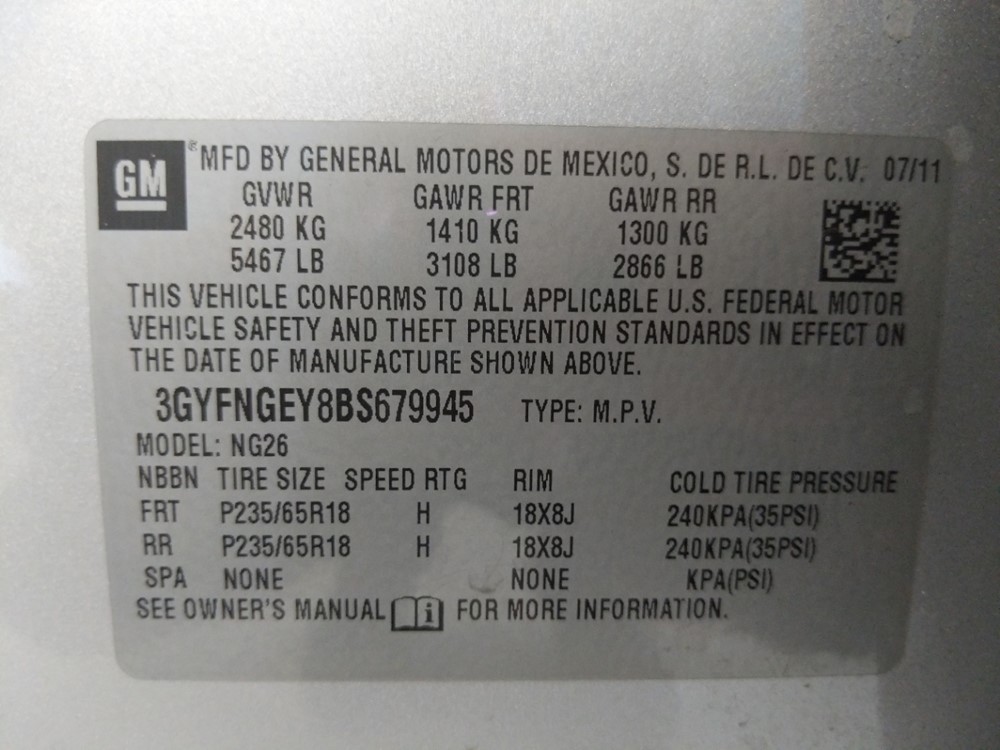 GM ® MFD BY GENERAL MOTORS DE MEXICO, S. DE R.L. DE C.V. 07/11
GVWR GAWR FRT GAWR RR
2480 KG 1410 KG 1300 KG
5467 LB 3108 LB 2866 LB
THIS VEHICLE CONFORMS TO ALL APPLICABLE U.S. FEDERAL MOTOR
VEHICLE SAFETY AND THEFT PREVENTION STANDARDS IN EFFECT ON
THE DATE OF MANUFACTURE SHOWN ABOVE.
3GYFNGEY8BS679945 TYPE: M.P.V.
MODEL: NG26
NBBN TIRE SIZE SPEED RTG RIM COLD TIRE PRESSURE
FRT P235/65R18 H 18X8J 240KPA(35PSI)
RR P235/65R18 H 18X8J 240KPA(35PSI)
SPA NONE NONE KPA(PSI)
SEE OWNER'S MANUAL i FOR MORE INFORMATION.